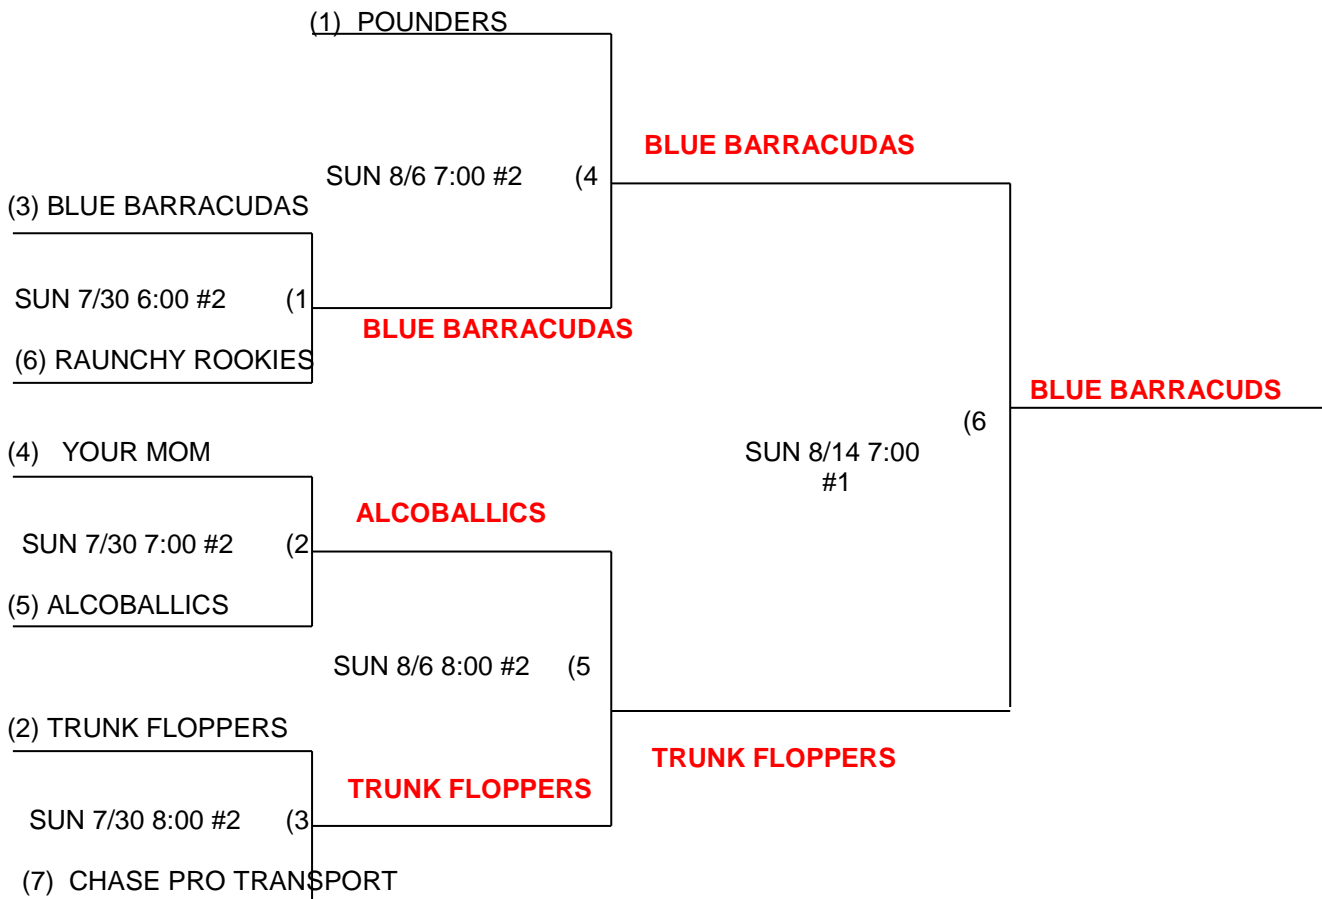 (1) POUNDERS
BLUE BARRACUDAS
SUN 8/6 7:00 #2 (4
(3) BLUE BARRACUDAS
SUN 7/30 6:00 #2 (1
BLUE BARRACUDAS
(6) RAUNCHY ROOKIES
BLUE BARRACUDS
(6
(4) YOUR MOM
SUN 8/14 7:00
#1
ALCOBALLICS
SUN 7/30 7:00 #2 (2
(5) ALCOBALLICS
SUN 8/6 8:00 #2 (5
(2) TRUNK FLOPPERS
TRUNK FLOPPERS
TRUNK FLOPPERS
SUN 7/30 8:00 #2 (3
(7) CHASE PRO TRANSPORT